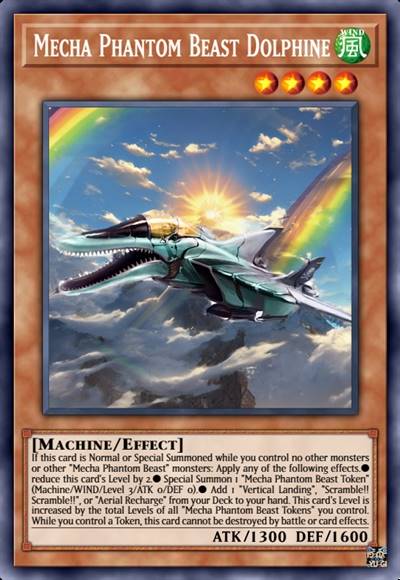 MECHA PHANTOM BEAST DOLPHINE
WIND
風
[MACHINE/EFFECT]
If this card is Normal or Special Summoned while you control no other monsters
or other "Mecha Phantom Beast" monsters: Apply any of the following effects.●
reduce this card's Level by 2.● Special Summon 1 "Mecha Phantom Beast Token"
(Machine/WIND/Level 3/ATK 0/DEF 0).● Add 1 "Vertical Landing", "Scramble!!
Scramble!!", or "Aerial Recharge" from your Deck to your hand. This card's Level is
increased by the total Levels of all "Mecha Phantom Beast Tokens" you control.
While you control a Token, this card cannot be destroyed by battle or card effects.
ATK/1300 DEF/1600